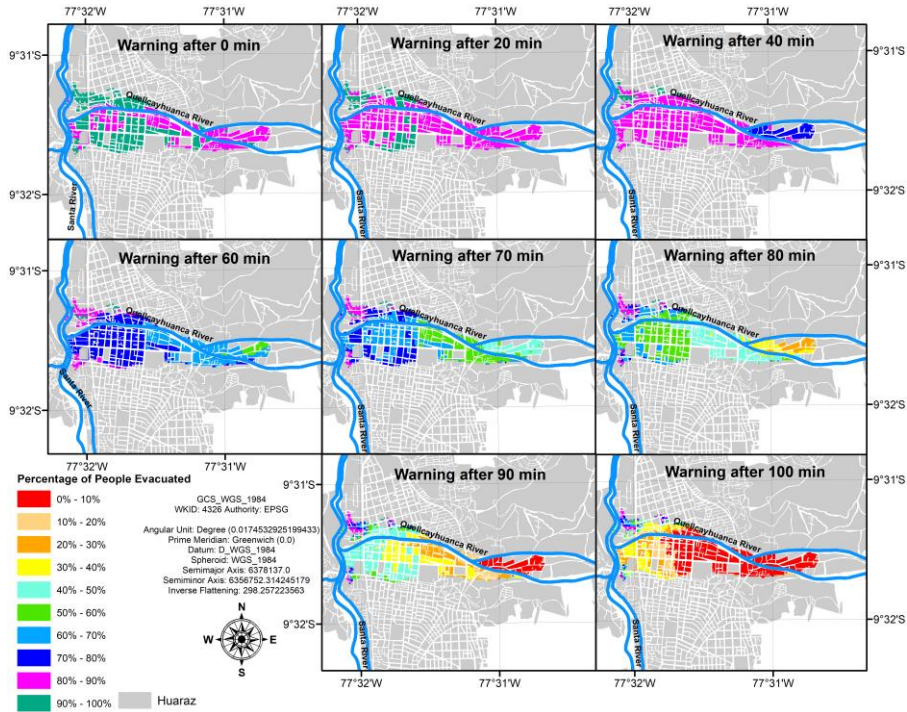 77°32'W 77°31'W 77°32'W 77°31'W 77°32'W 77°31'W
9°31'S
9°32'S
Warning after 0 min
Quellcayhuanca River
Santa River
Warning after 20 min
Quellcayhuanca River
Santa River
Warning after 40 min
Quellcayhuanca River
Santa River
9°31'S
9°32'S
9°31'S
9°32'S
Warning after 60 min
Quellcayhuanca River
Santa River
Warning after 70 min
Quellcayhuanca River
Santa River
Warning after 80 min
Quellcayhuanca River
Santa River
9°31'S
9°32'S
77°32'W 77°31'W
Percentage of People Evacuated
0% - 10%
10% - 20%
20% - 30%
30% - 40%
40% - 50%
50% - 60%
60% - 70%
70% - 80%
80% - 90%
90% - 100%
Huaraz
GCS_WGS_1984
WKID: 4326 Authority: EPSG
Angular Unit: Degree (0.0174532925199433)
Prime Meridian: Greenwich (0.0)
Datum: D_WGS_1984
Spheroid: WGS_1984
Semimajor Axis: 6378137.0
Semiminor Axis: 6356752.314245179
Inverse Flattening: 298.257223563
N
W E
S
9°31'S
9°32'S
Warning after 90 min
Quellcayhuanca River
Santa River
Warning after 100 min
Quellcayhuanca River
Santa River
9°31'S
9°32'S
77°32'W 77°31'W 77°32'W 77°31'W